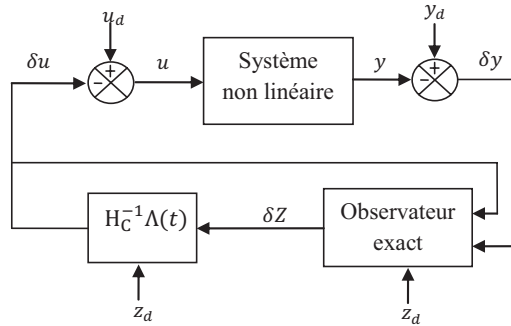 u_d
y_d
δu
u
Système
non linéaire
y
δy
+
-
+
-
H_C^{-1}Λ(t)
δZ
Observateur
exact
z_d
z_d